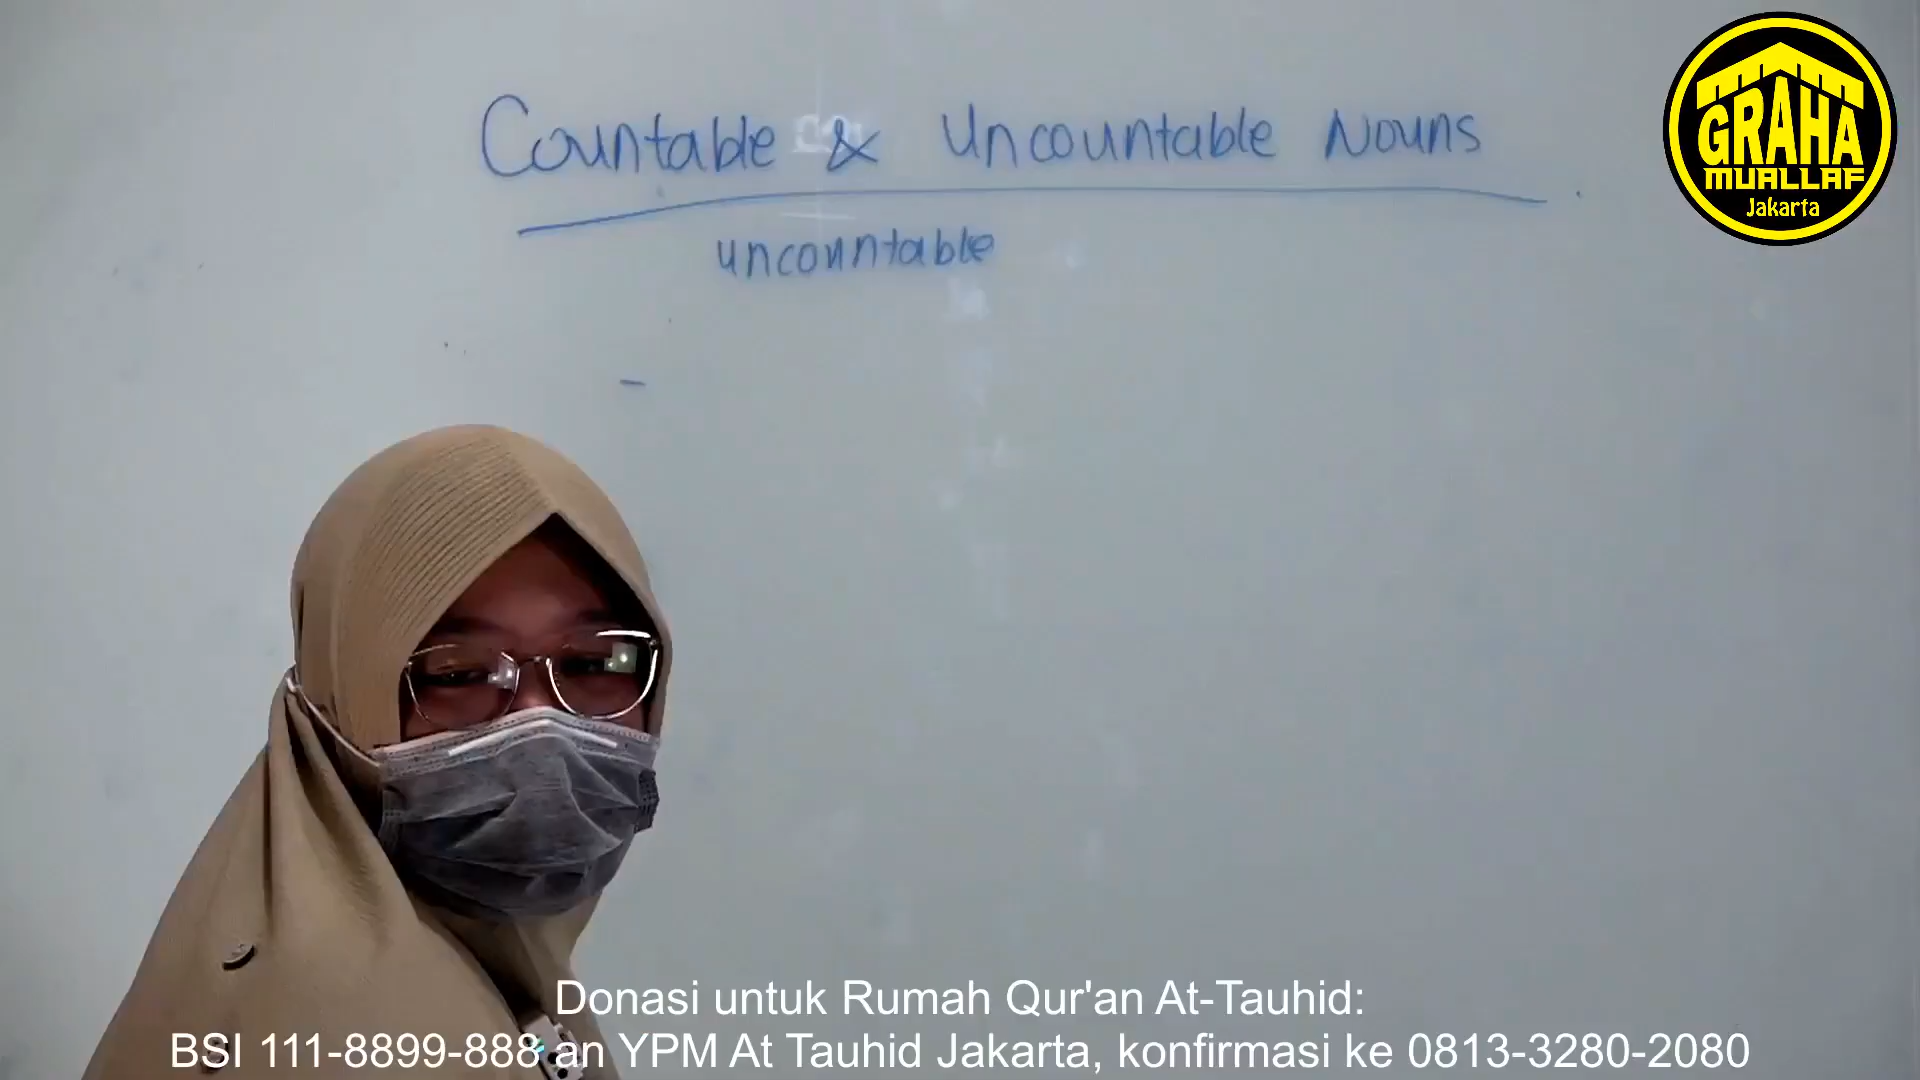 Countable & Uncountable Nouns
uncountable
-
GRAHA
MUALLAF
Jakarta
Donasi untuk Rumah Qur'an At-Tauhid:
BSI 111-8899-888 an YPM At Tauhid Jakarta, konfirmasi ke 0813-3280-2080